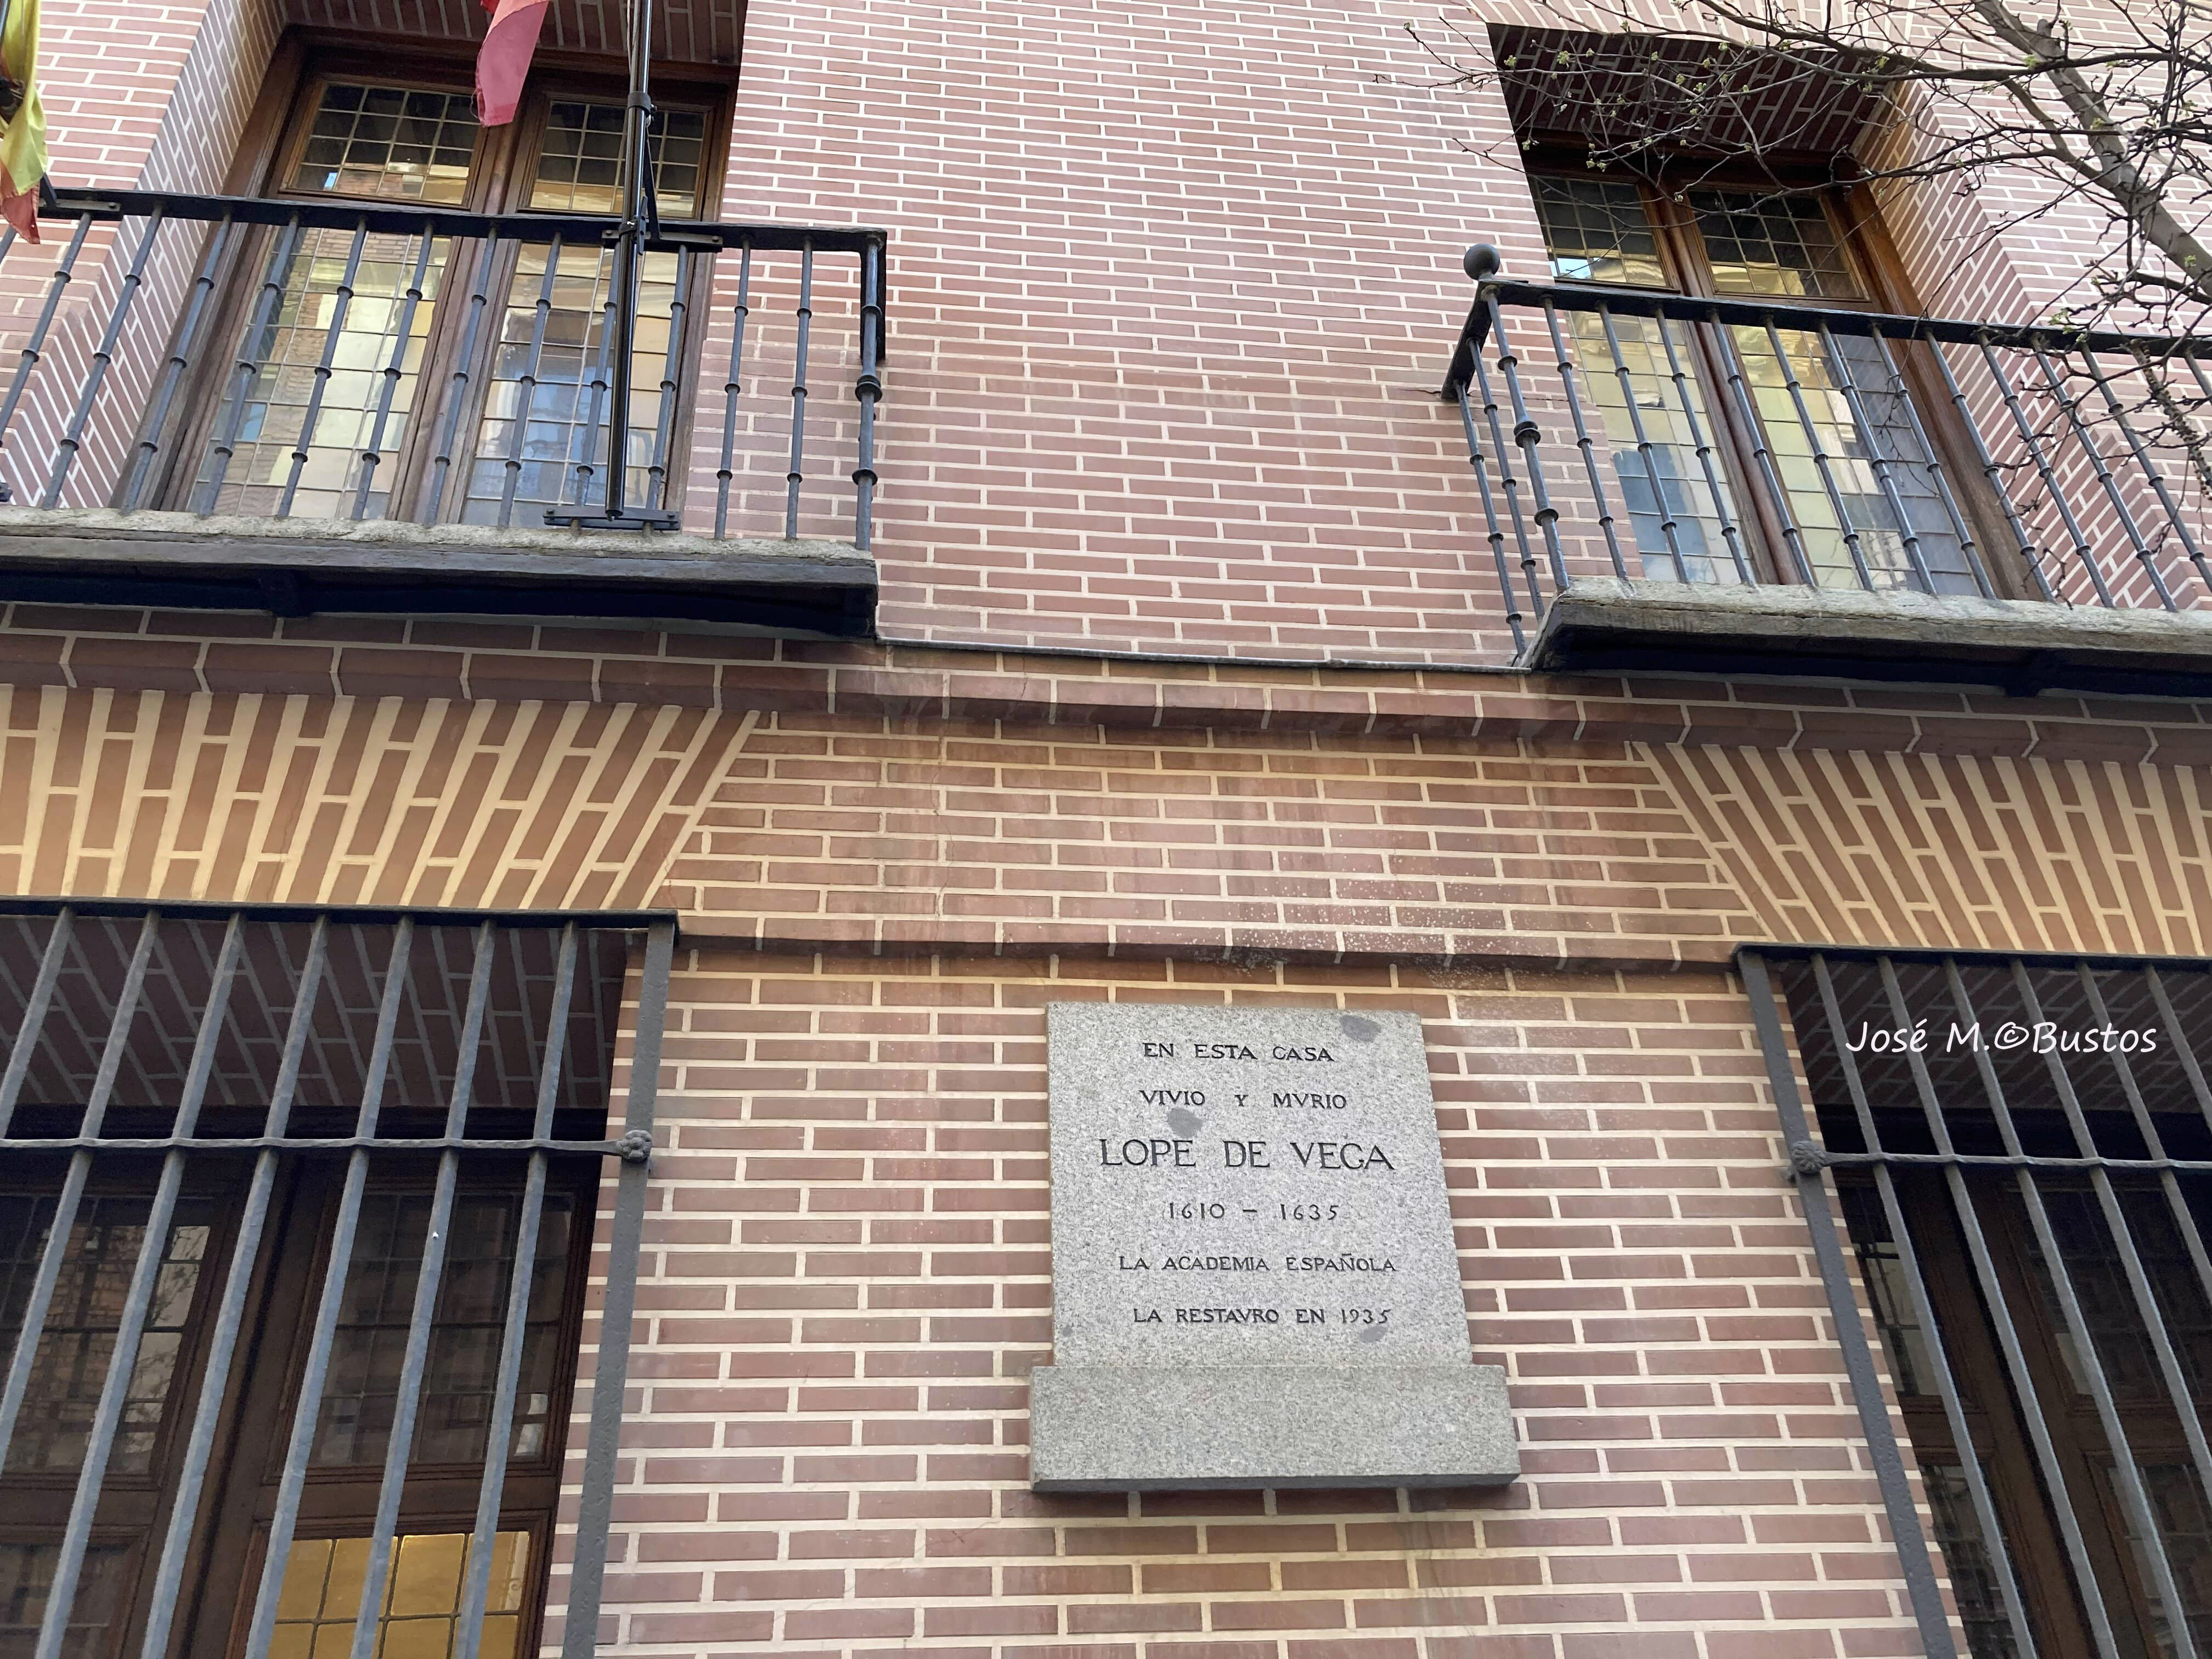 EN ESTA CASA
VIVIO Y MVRIO
LOPE DE VEGA
1610 - 1635
LA ACADEMIA ESPAÑOLA
LA RESTAVRO EN 1935
José M.©Bustos